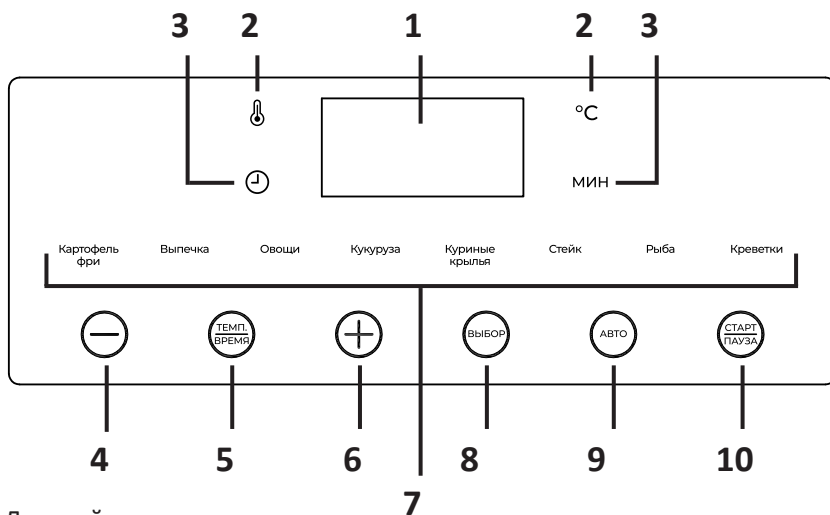 3 2 1 2 3
°C
МИН
Картофель фри Выпечка Овощи Кукуруза Куриные крылья Стейк Рыба Креветки
ТЕМП. ВРЕМЯ ВЫБОР АВТО СТАРТ ПАУЗА
4 5 6 8 9 10
7